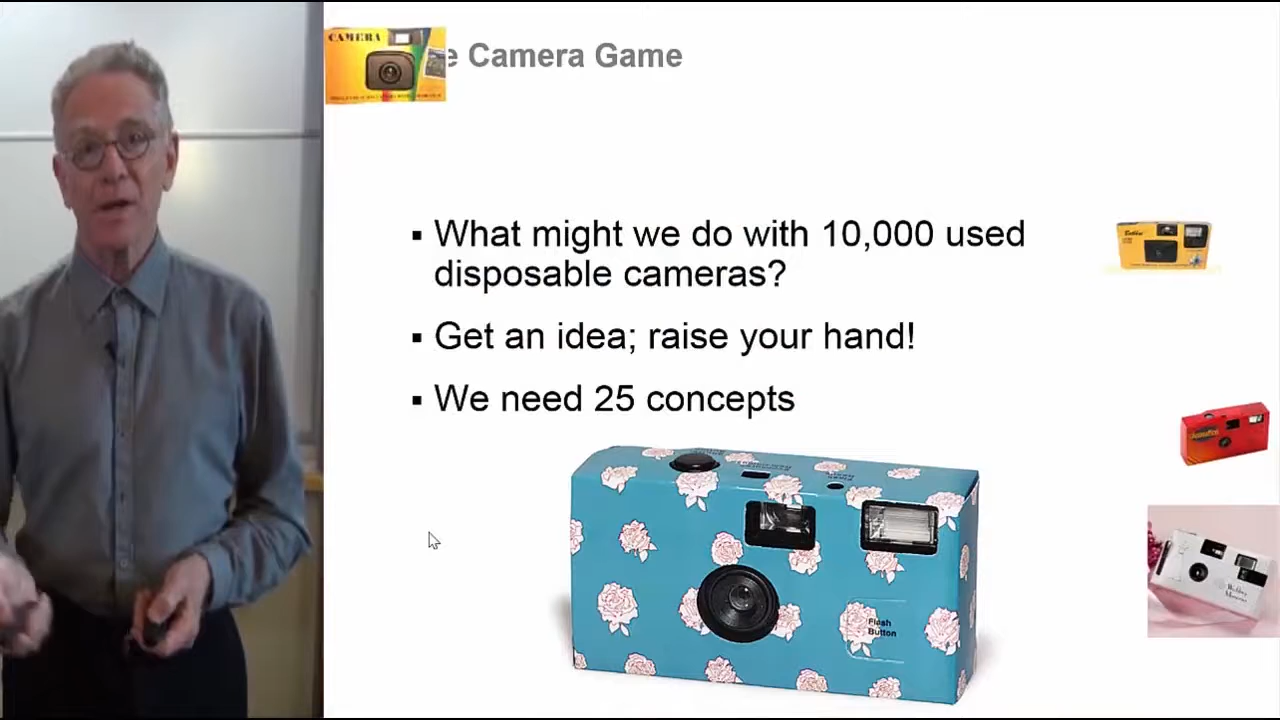 CAMERA
e Camera Game
▪ What might we do with 10,000 used
disposable cameras?
▪ Get an idea; raise your hand!
▪ We need 25 concepts
Flash
Button
Wedding